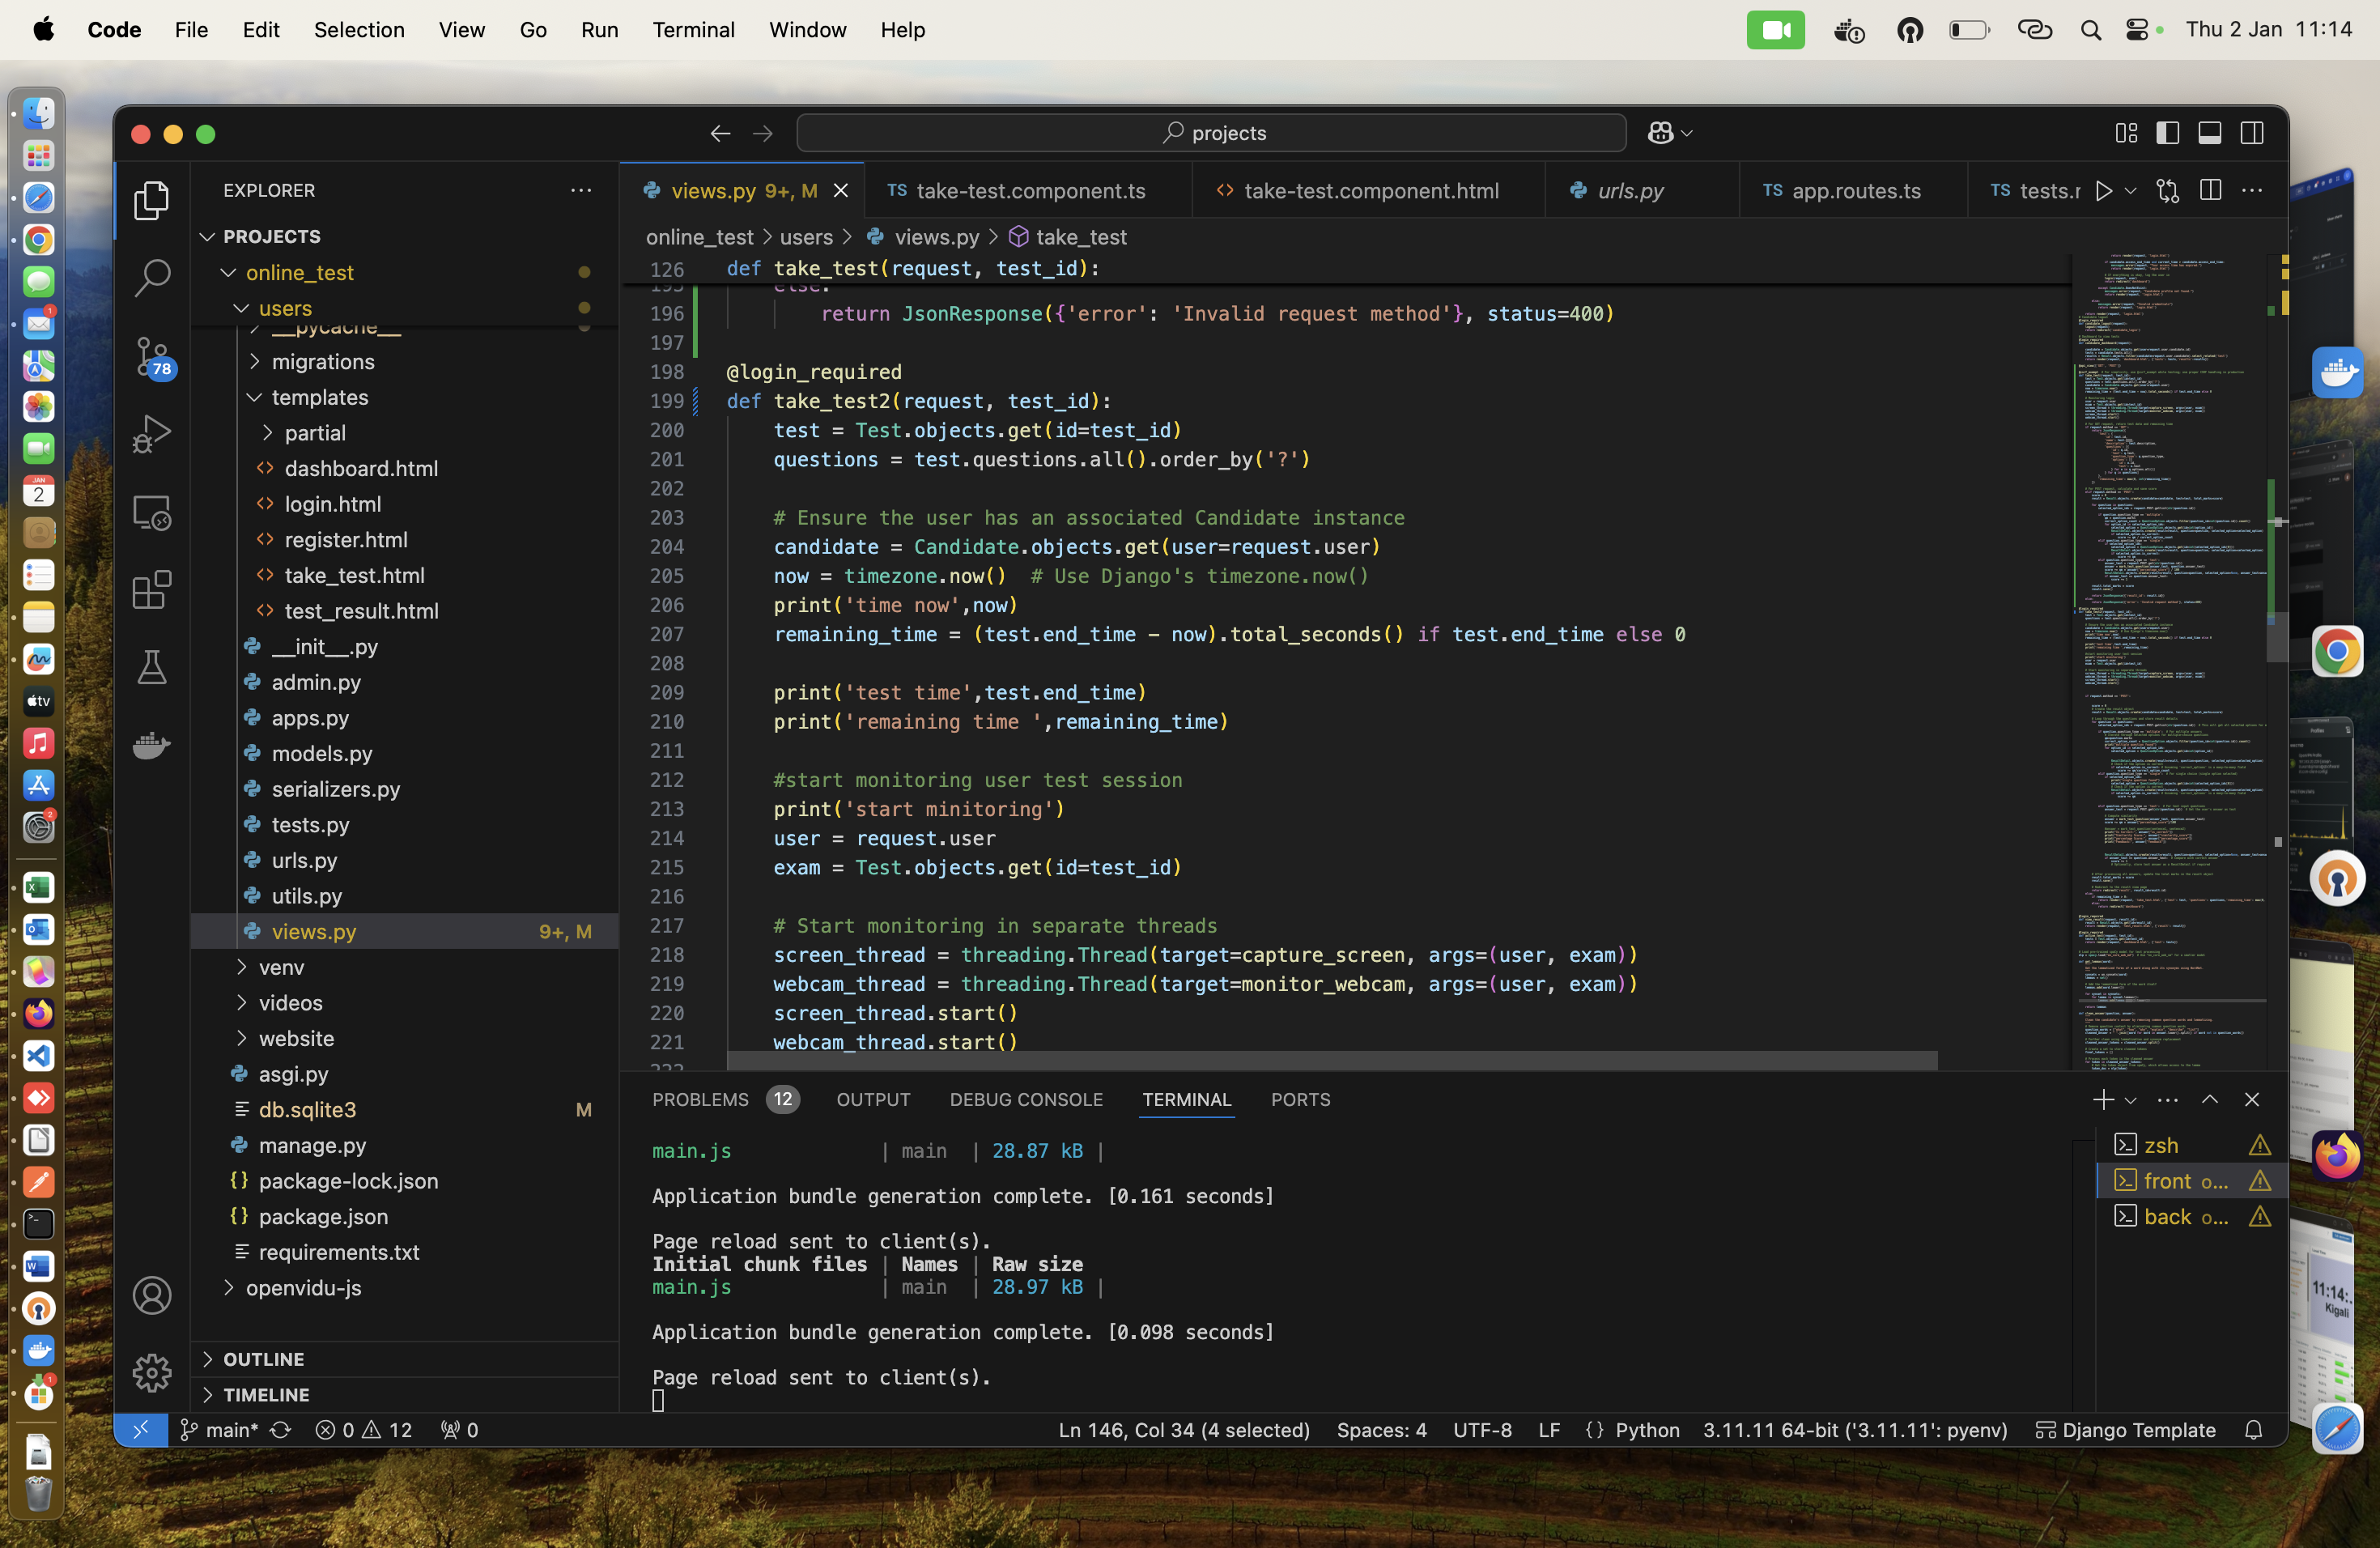 Code File Edit Selection View Go Run Terminal Window Help
Thu 2 Jan 11:14
projects
EXPLORER
PROJECTS
online_test
users
__pycache__
migrations
templates
partial
dashboard.html
login.html
register.html
take_test.html
test_result.html
__init__.py
admin.py
apps.py
models.py
serializers.py
tests.py
urls.py
utils.py
views.py 9+, M
venv
videos
website
asgi.py
db.sqlite3 M
manage.py
package-lock.json
package.json
requirements.txt
openvidu-js
OUTLINE
TIMELINE
78
views.py 9+, M
TS take-test.component.ts
take-test.component.html
urls.py
TS app.routes.ts
TS tests.r
online_test > users > views.py > take_test
126 def take_test(request, test_id):
195 else:
196 return JsonResponse({'error': 'Invalid request method'}, status=400)
197
198 @login_required
199 def take_test2(request, test_id):
200 test = Test.objects.get(id=test_id)
201 questions = test.questions.all().order_by('?')
202
203 # Ensure the user has an associated Candidate instance
204 candidate = Candidate.objects.get(user=request.user)
205 now = timezone.now()  # Use Django's timezone.now()
206 print('time now',now)
207 remaining_time = (test.end_time - now).total_seconds() if test.end_time else 0
208
209 print('test time',test.end_time)
210 print('remaining time ',remaining_time)
211
212 #start monitoring user test session
213 print('start minitoring')
214 user = request.user
215 exam = Test.objects.get(id=test_id)
216
217 # Start monitoring in separate threads
218 screen_thread = threading.Thread(target=capture_screen, args=(user, exam))
219 webcam_thread = threading.Thread(target=monitor_webcam, args=(user, exam))
220 screen_thread.start()
221 webcam_thread.start()
222
PROBLEMS 12 OUTPUT DEBUG CONSOLE TERMINAL PORTS
main.js | main | 28.87 kB |
Application bundle generation complete. [0.161 seconds]
Page reload sent to client(s).
Initial chunk files | Names | Raw size
main.js | main | 28.97 kB |
Application bundle generation complete. [0.098 seconds]
Page reload sent to client(s).
zsh
front o...
back o...
main* 0 12 0
Ln 146, Col 34 (4 selected) Spaces: 4 UTF-8 LF {} Python 3.11.11 64-bit ('3.11.11': pyenv) Django Template
JAN
2
tv
11:14:
Kigali